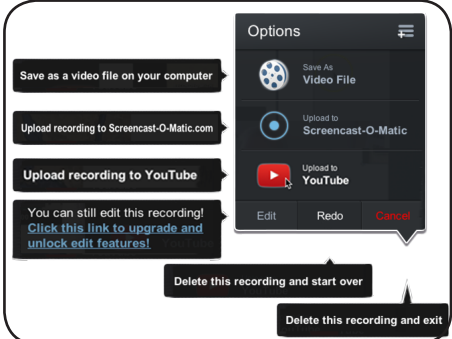 Options
Save As
Video File
Save as a video file on your computer
Upload to
Screencast-O-Matic
Upload recording to Screencast-O-Matic.com
Upload to
YouTube
Upload recording to YouTube
You can still edit this recording!
Click this link to upgrade and
unlock edit features!
YouTube
Edit Redo Cancel
Delete this recording and start over
Delete this recording and exit